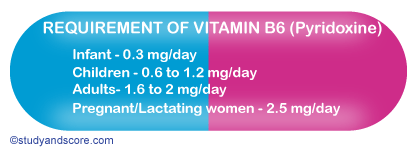 REQUIREMENT OF VITAMIN B6 (Pyridoxine)
Infant - 0.3 mg/day
Children - 0.6 to 1.2 mg/day
Adults- 1.6 to 2 mg/day
Pregnant/Lactating women - 2.5 mg/day
©studyandscore.com